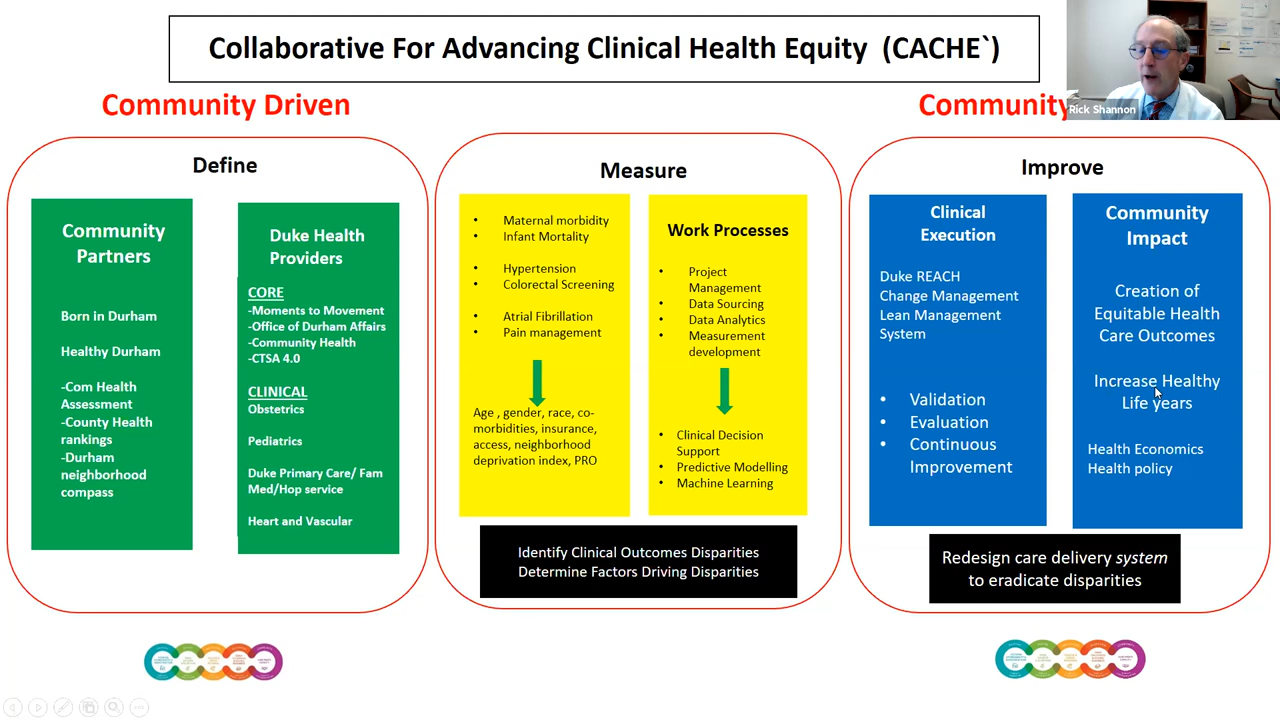 Collaborative For Advancing Clinical Health Equity (CACHE`)
Community Driven
Community
Rick Shannon
Define
Community
Partners
Born in Durham
Healthy Durham
-Com Health
Assessment
-County Health
rankings
-Durham
neighborhood
compass
Duke Health
Providers
CORE
-Moments to Movement
-Office of Durham Affairs
-Community Health
-CTSA 4.0
CLINICAL
Obstetrics
Pediatrics
Duke Primary Care/ Fam
Med/Hop service
Heart and Vascular
Measure
• Maternal morbidity
• Infant Mortality
• Hypertension
• Colorectal Screening
• Atrial Fibrillation
• Pain management
Age , gender, race, co-
morbidities, insurance,
access, neighborhood
deprivation index, PRO
Work Processes
• Project
Management
• Data Sourcing
• Data Analytics
• Measurement
development
• Clinical Decision
Support
• Predictive Modelling
• Machine Learning
Identify Clinical Outcomes Disparities
Determine Factors Driving Disparities
Improve
Clinical
Execution
Duke REACH
Change Management
Lean Management
System
• Validation
• Evaluation
• Continuous
Improvement
Community
Impact
Creation of
Equitable Health
Care Outcomes
Increase Healthy
Life years
Health Economics
Health policy
Redesign care delivery system
to eradicate disparities